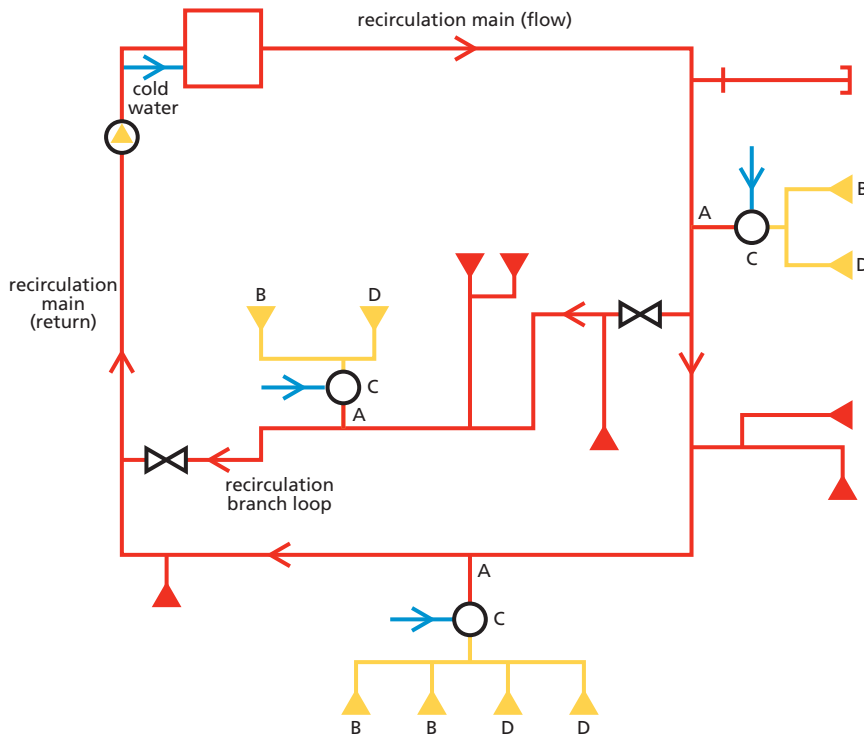 recirculation main (flow)
cold
water
B
A
C
D
recirculation
main
(return)
B
D
C
A
recirculation
branch loop
A
C
B
B
D
D